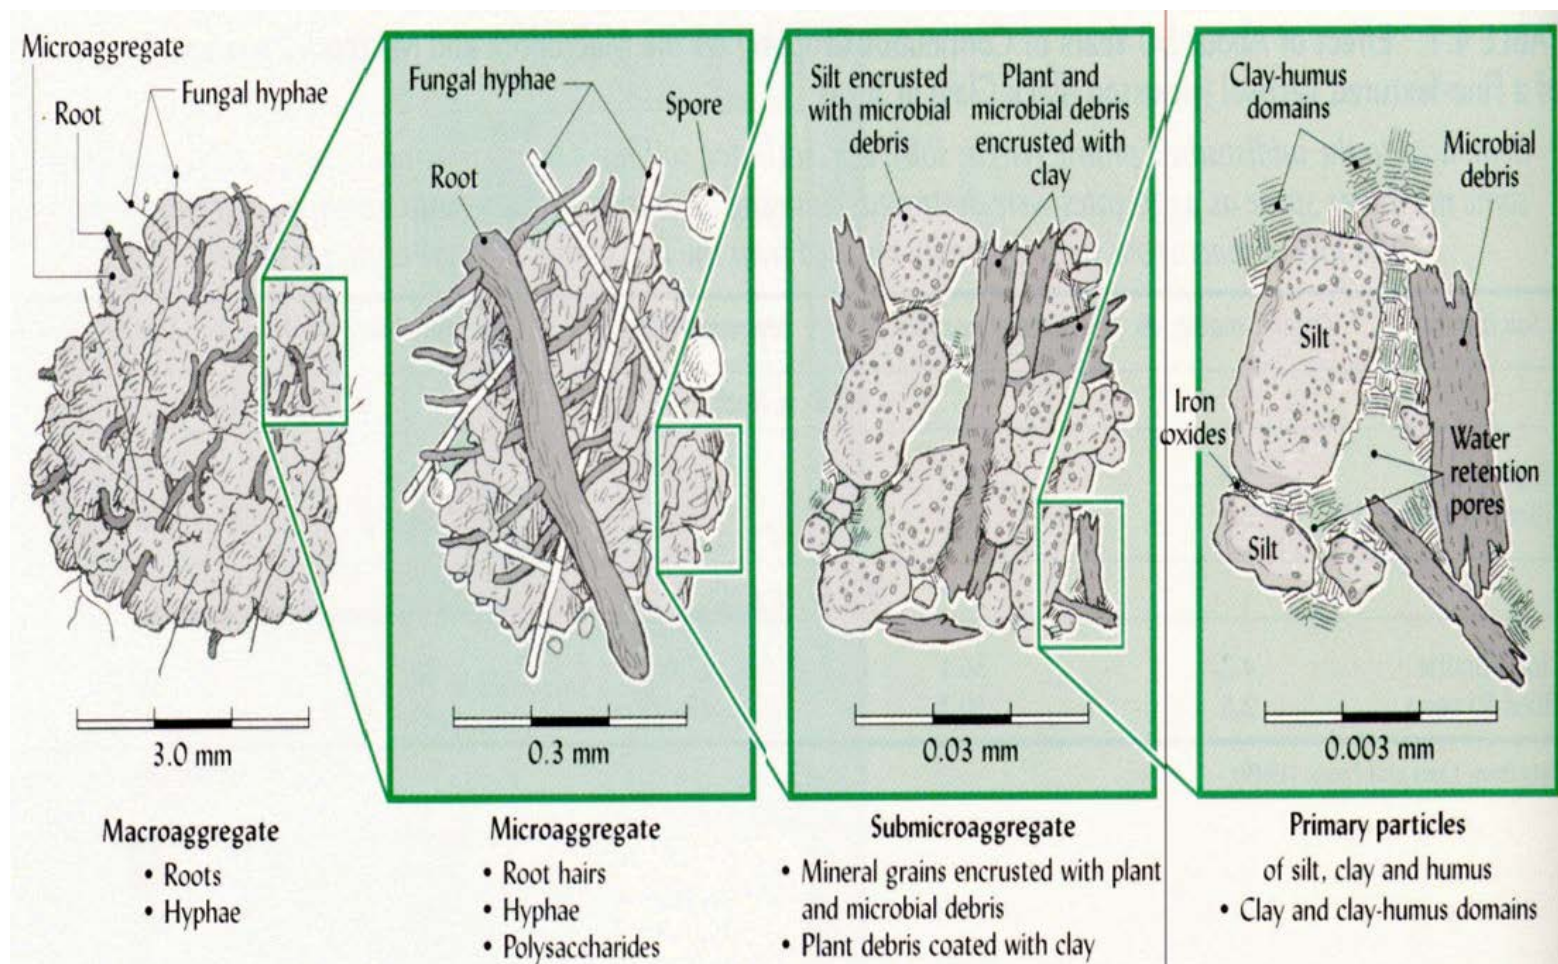 Microaggregate
Root
Fungal hyphae
Fungal hyphae
Spore
Root
Silt encrusted
with microbial
debris
Plant and
microbial debris
encrusted with
clay
Clay-humus
domains
Microbial
debris
Silt
Iron
oxides
Water
retention
pores
Silt
3.0 mm
0.3 mm
0.03 mm
0.003 mm
Macroaggregate
• Roots
• Hyphae
Microaggregate
• Root hairs
• Hyphae
• Polysaccharides
Submicroaggregate
• Mineral grains encrusted with plant
and microbial debris
• Plant debris coated with clay
Primary particles
of silt, clay and humus
• Clay and clay-humus domains